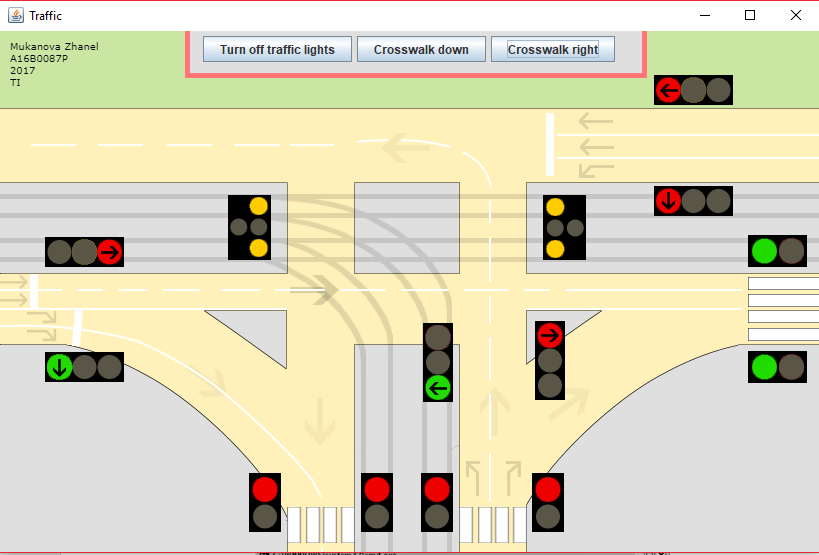 Traffic
Mukanova Zhanel
A16B0087P
2017
TI
Turn off traffic lights
Crosswalk down
Crosswalk right